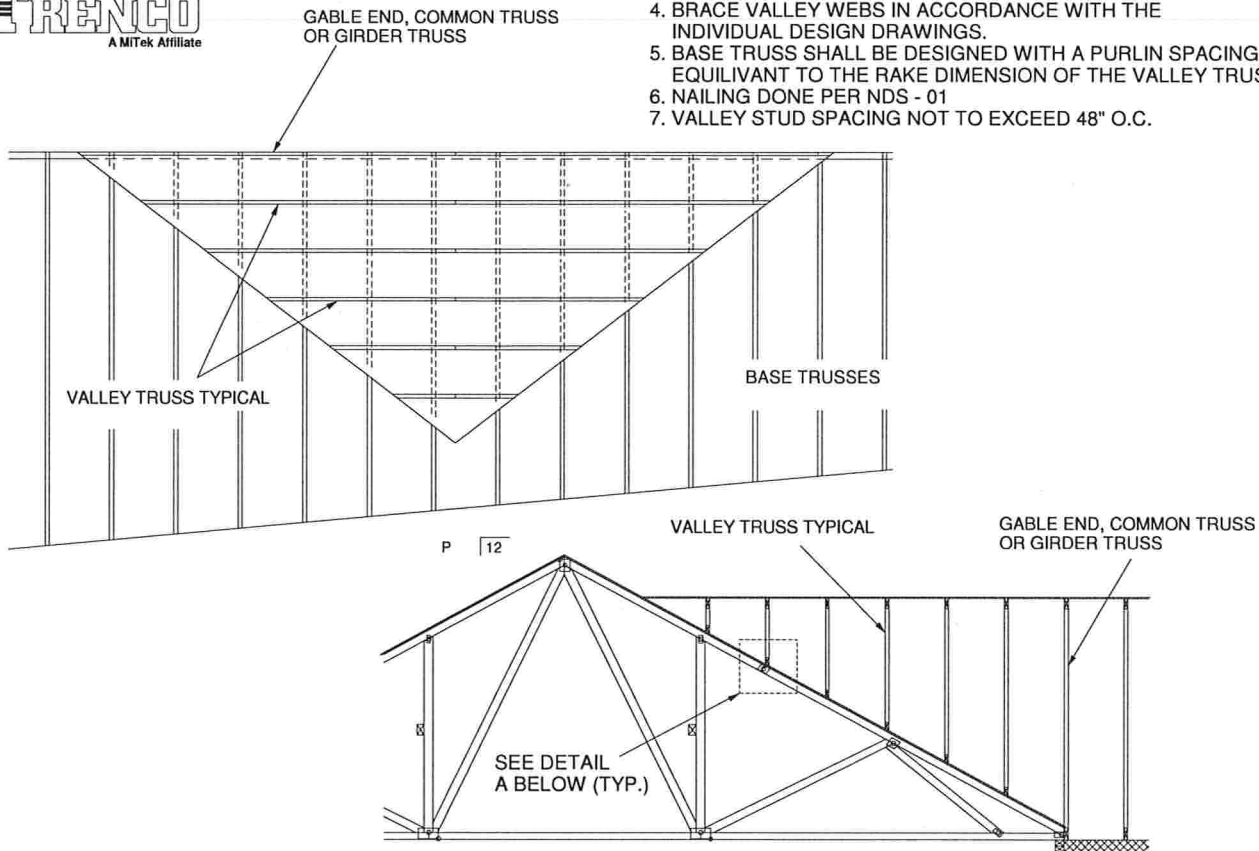 TRENCO
A MiTek Affiliate
GABLE END, COMMON TRUSS
OR GIRDER TRUSS
4. BRACE VALLEY WEBS IN ACCORDANCE WITH THE
INDIVIDUAL DESIGN DRAWINGS.
5. BASE TRUSS SHALL BE DESIGNED WITH A PURLIN SPACING
EQUILIVANT TO THE RAKE DIMENSION OF THE VALLEY TRUS
6. NAILING DONE PER NDS - 01
7. VALLEY STUD SPACING NOT TO EXCEED 48" O.C.
VALLEY TRUSS TYPICAL
BASE TRUSSES
P 12
VALLEY TRUSS TYPICAL
GABLE END, COMMON TRUSS
OR GIRDER TRUSS
SEE DETAIL
A BELOW (TYP.)